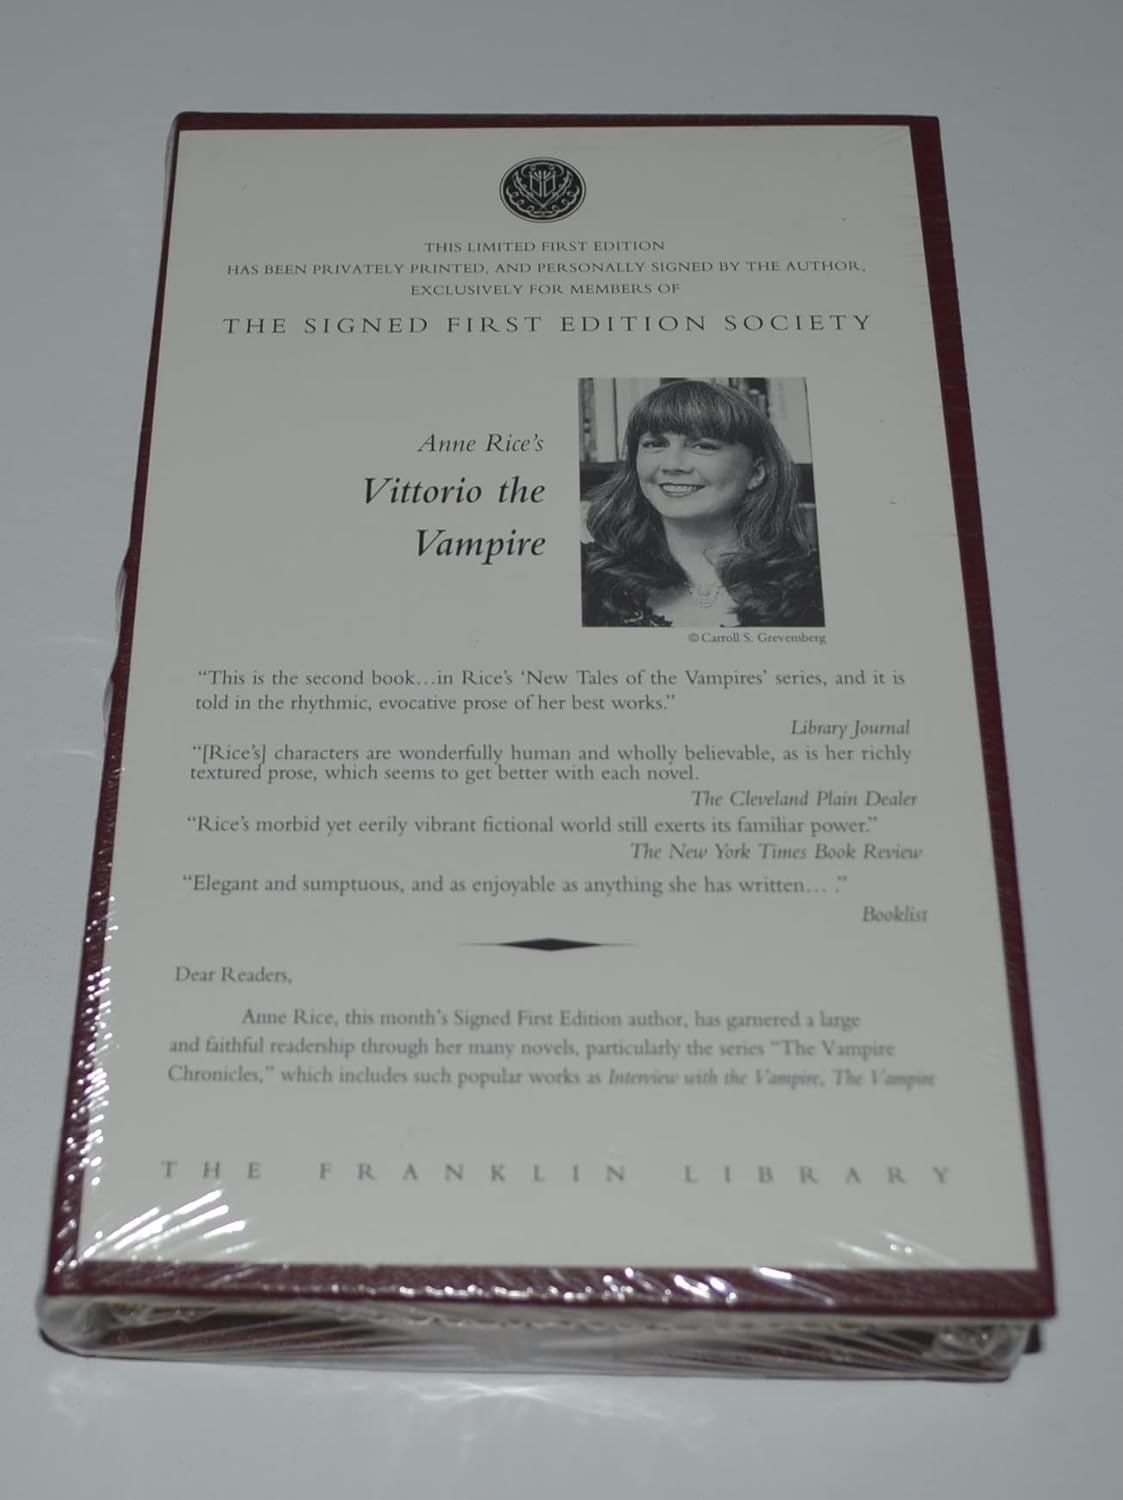 THIS LIMITED FIRST EDITION
HAS BEEN PRIVATELY PRINTED, AND PERSONALLY SIGNED BY THE AUTHOR,
EXCLUSIVELY FOR MEMBERS OF
THE SIGNED FIRST EDITION SOCIETY
Anne Rice's
Vittorio the
Vampire
© Carroll S. Grevemberg
“This is the second book...in Rice's ‘New Tales of the Vampires’ series, and it is
told in the rhythmic, evocative prose of her best works.”
Library Journal
“[Rice's] characters are wonderfully human and wholly believable, as is her richly
textured prose, which seems to get better with each novel.
The Cleveland Plain Dealer
“Rice's morbid yet eerily vibrant fictional world still exerts its familiar power.”
The New York Times Book Review
“Elegant and sumptuous, and as enjoyable as anything she has written... .”
Booklist
Dear Readers,
Anne Rice, this month's Signed First Edition author, has garnered a large
and faithful readership through her many novels, particularly the series “The Vampire
Chronicles,” which includes such popular works as Interview with the Vampire, The Vampire
THE FRANKLIN LIBRARY